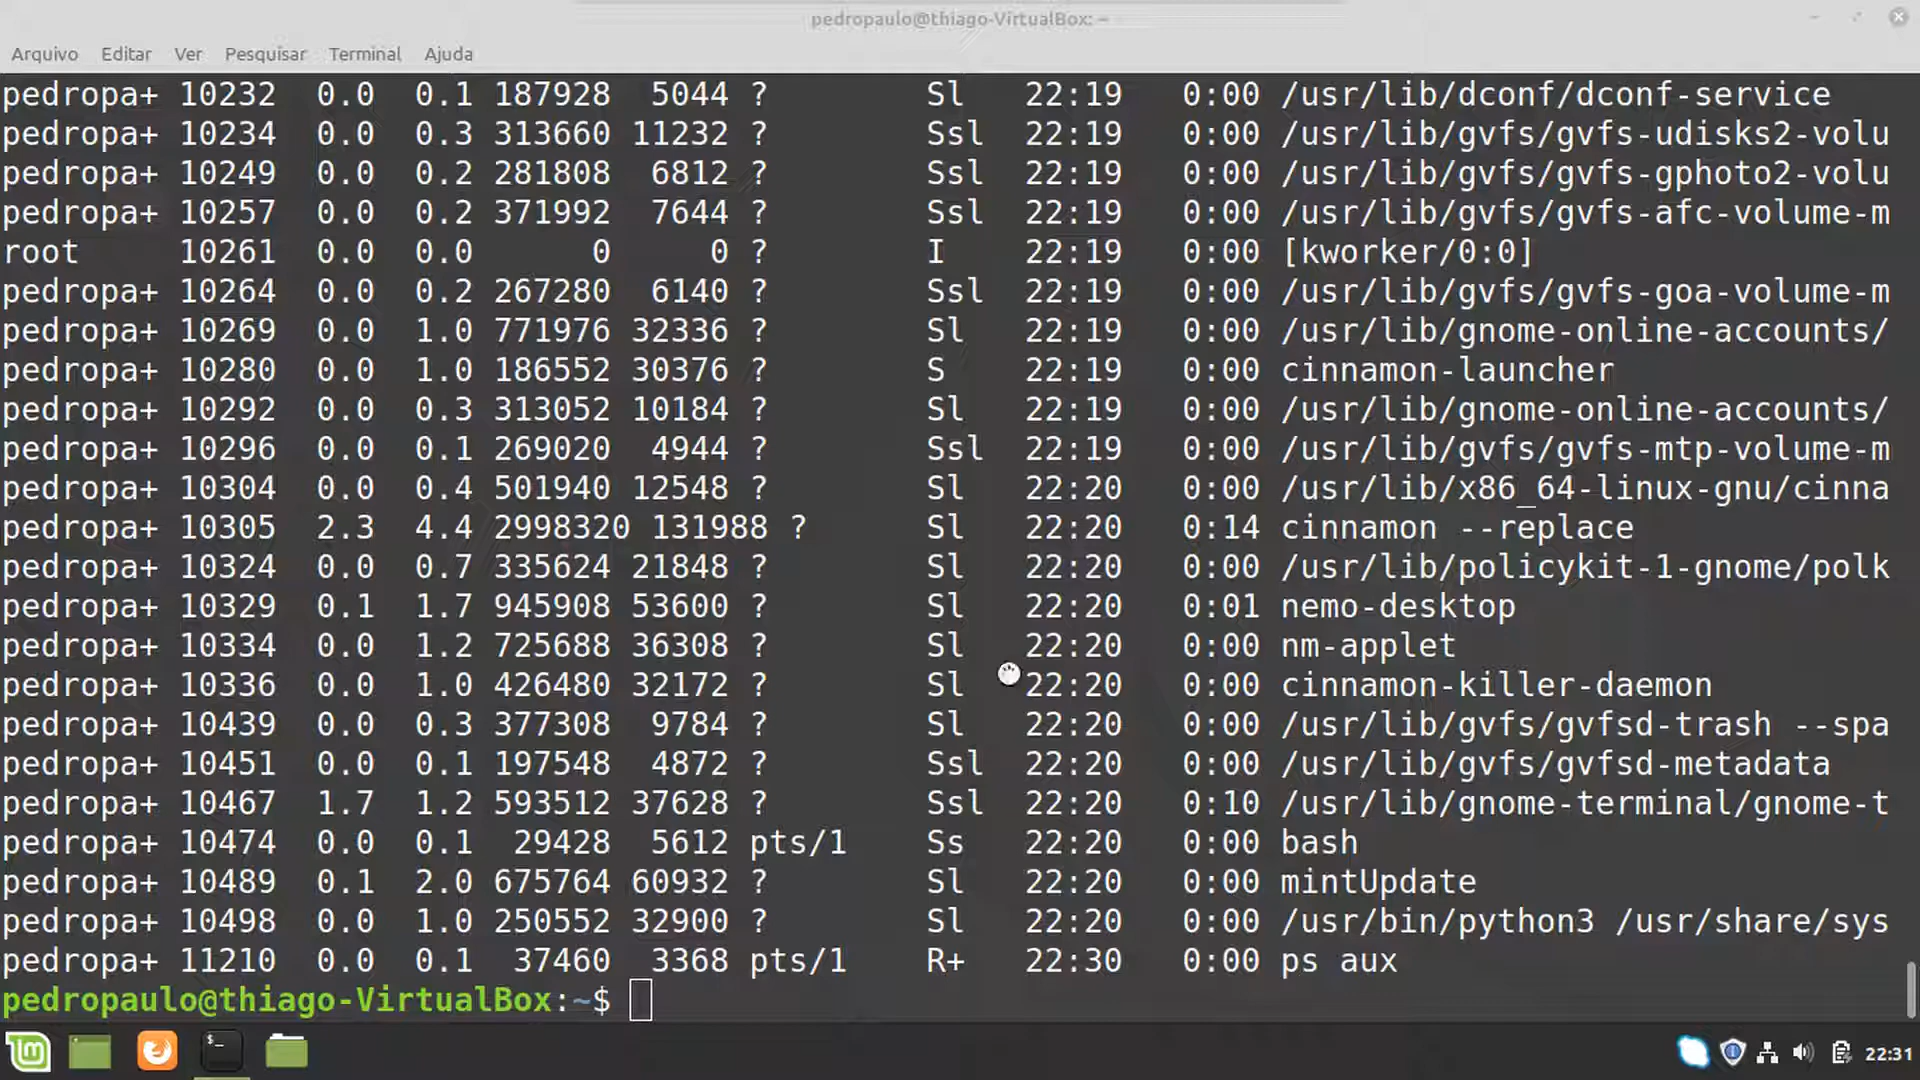 pedropaulo@thiago-VirtualBox: ~
Arquivo Editar Ver Pesquisar Terminal Ajuda
pedropa+ 10232 0.0 0.1 187928 5044 ? Sl 22:19 0:00 /usr/lib/dconf/dconf-service
pedropa+ 10234 0.0 0.3 313660 11232 ? Ssl 22:19 0:00 /usr/lib/gvfs/gvfs-udisks2-volu
pedropa+ 10249 0.0 0.2 281808 6812 ? Ssl 22:19 0:00 /usr/lib/gvfs/gvfs-gphoto2-volu
pedropa+ 10257 0.0 0.2 371992 7644 ? Ssl 22:19 0:00 /usr/lib/gvfs/gvfs-afc-volume-m
root 10261 0.0 0.0 0 0 ? I 22:19 0:00 [kworker/0:0]
pedropa+ 10264 0.0 0.2 267280 6140 ? Ssl 22:19 0:00 /usr/lib/gvfs/gvfs-goa-volume-m
pedropa+ 10269 0.0 1.0 771976 32336 ? Sl 22:19 0:00 /usr/lib/gnome-online-accounts/
pedropa+ 10280 0.0 1.0 186552 30376 ? S 22:19 0:00 cinnamon-launcher
pedropa+ 10292 0.0 0.3 313052 10184 ? Sl 22:19 0:00 /usr/lib/gnome-online-accounts/
pedropa+ 10296 0.0 0.1 269020 4944 ? Ssl 22:19 0:00 /usr/lib/gvfs/gvfs-mtp-volume-m
pedropa+ 10304 0.0 0.4 501940 12548 ? Sl 22:20 0:00 /usr/lib/x86_64-linux-gnu/cinna
pedropa+ 10305 2.3 4.4 2998320 131988 ? Sl 22:20 0:14 cinnamon --replace
pedropa+ 10324 0.0 0.7 335624 21848 ? Sl 22:20 0:00 /usr/lib/policykit-1-gnome/polk
pedropa+ 10329 0.1 1.7 945908 53600 ? Sl 22:20 0:01 nemo-desktop
pedropa+ 10334 0.0 1.2 725688 36308 ? Sl 22:20 0:00 nm-applet
pedropa+ 10336 0.0 1.0 426480 32172 ? Sl 22:20 0:00 cinnamon-killer-daemon
pedropa+ 10439 0.0 0.3 377308 9784 ? Sl 22:20 0:00 /usr/lib/gvfs/gvfsd-trash --spa
pedropa+ 10451 0.0 0.1 197548 4872 ? Ssl 22:20 0:00 /usr/lib/gvfs/gvfsd-metadata
pedropa+ 10467 1.7 1.2 593512 37628 ? Ssl 22:20 0:10 /usr/lib/gnome-terminal/gnome-t
pedropa+ 10474 0.0 0.1 29428 5612 pts/1 Ss 22:20 0:00 bash
pedropa+ 10489 0.1 2.0 675764 60932 ? Sl 22:20 0:00 mintUpdate
pedropa+ 10498 0.0 1.0 250552 32900 ? Sl 22:20 0:00 /usr/bin/python3 /usr/share/sys
pedropa+ 11210 0.0 0.1 37460 3368 pts/1 R+ 22:30 0:00 ps aux
pedropaulo@thiago-VirtualBox:~$
22:31